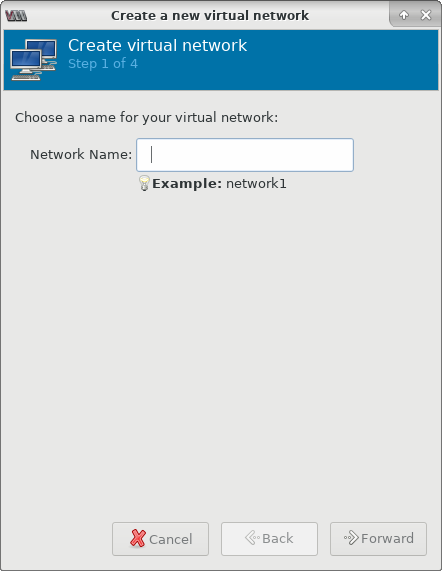 Create a new virtual network
Create virtual network
Step 1 of 4
Choose a name for your virtual network:
Network Name:
Example: network1
Cancel
Back
Forward